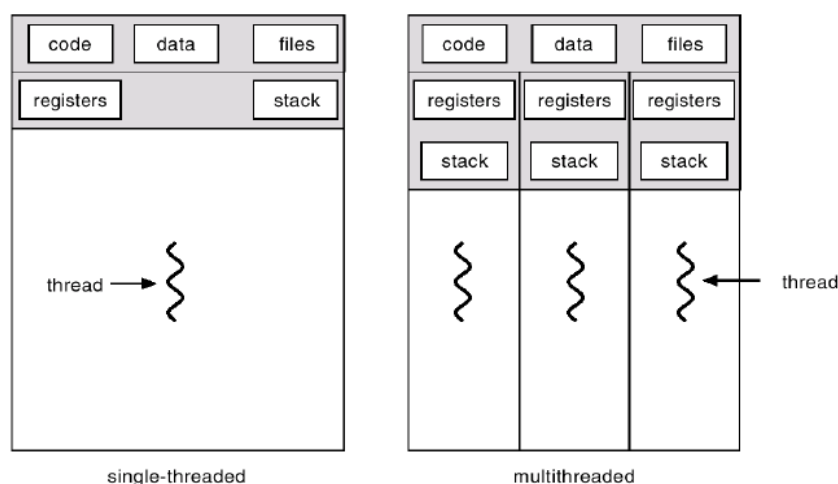 code data files
registers stack
thread
single-threaded
code data files
registers registers registers
stack stack stack
thread
multithreaded